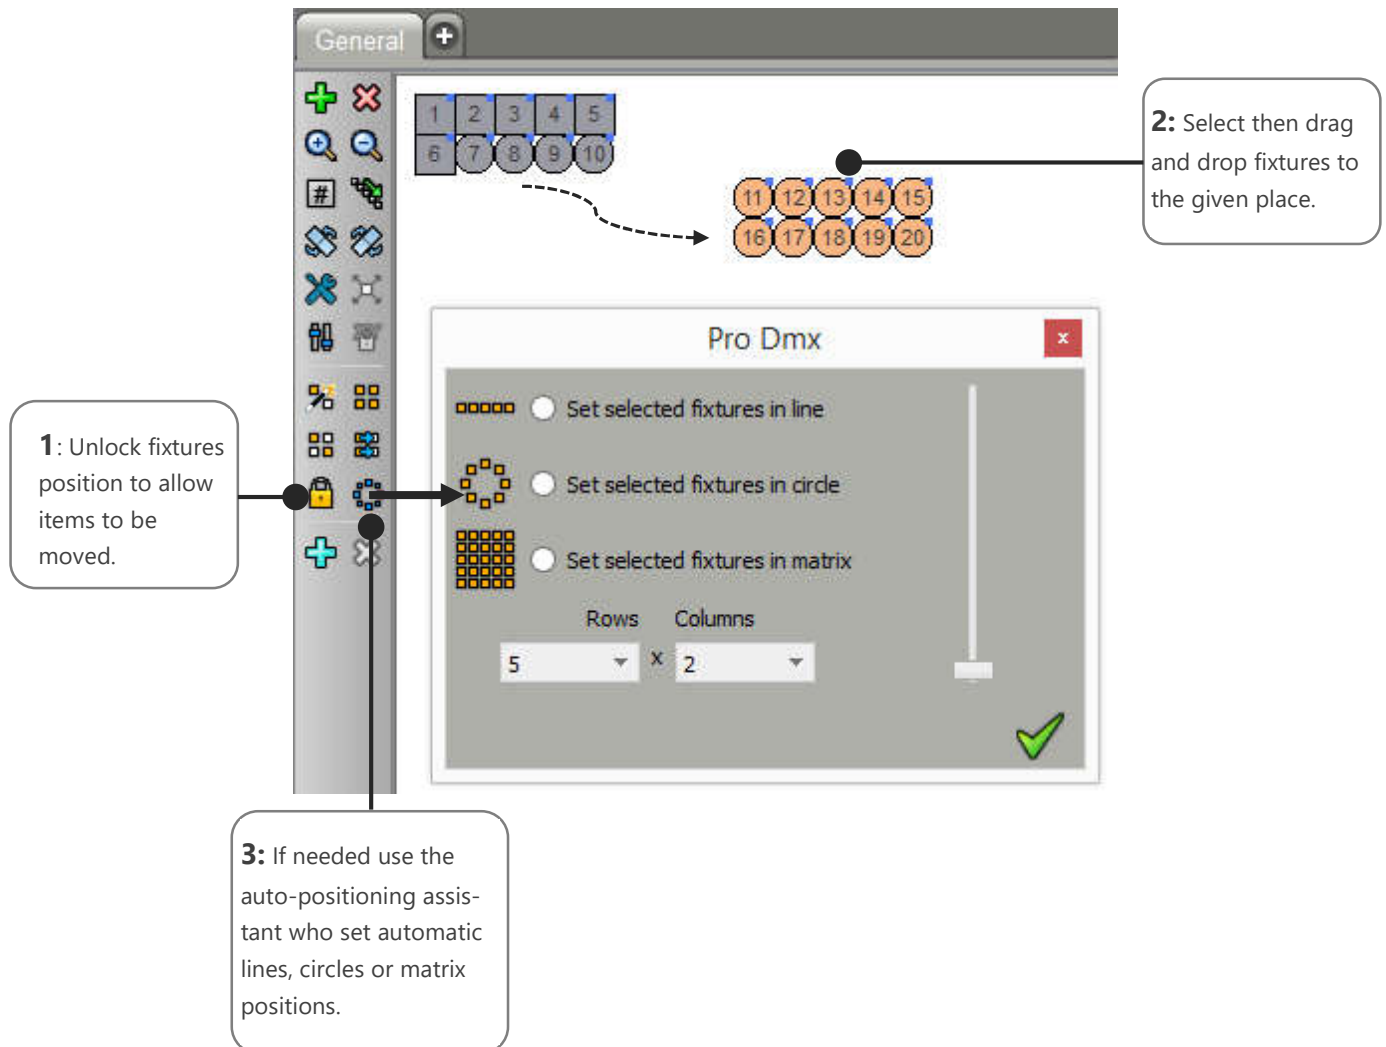 General
1 2 3 4 5
6 7 8 9 10
11 12 13 14 15
16 17 18 19 20
2: Select then drag
and drop fixtures to
the given place.
#
Pro Dmx
x
Set selected fixtures in line
Set selected fixtures in circle
Set selected fixtures in matrix
Rows Columns
5 x 2
1: Unlock fixtures
position to allow
items to be
moved.
3: If needed use the
auto-positioning assis-
tant who set automatic
lines, circles or matrix
positions.